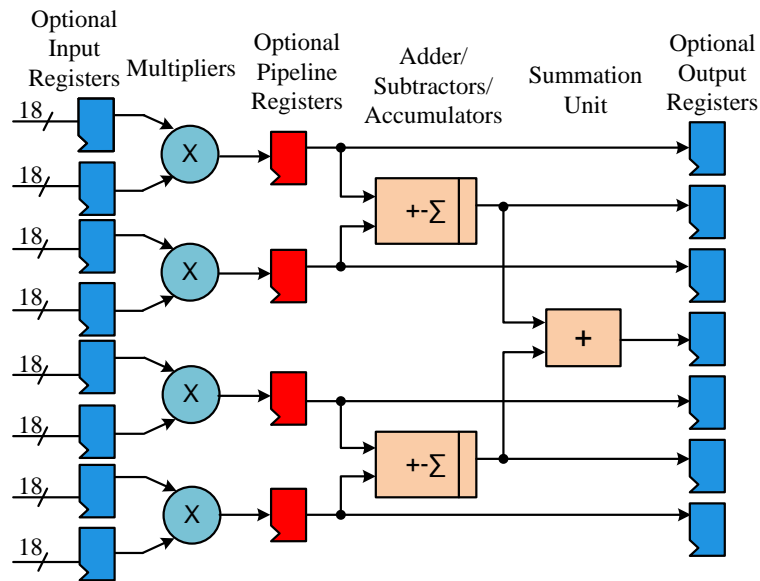 Optional
Input
Registers
Multipliers
Optional
Pipeline
Registers
Adder/
Subtractors/
Accumulators
Summation
Unit
Optional
Output
Registers
18
18
18
18
18
18
18
18
X
X
X
X
+-Σ
+-Σ
+